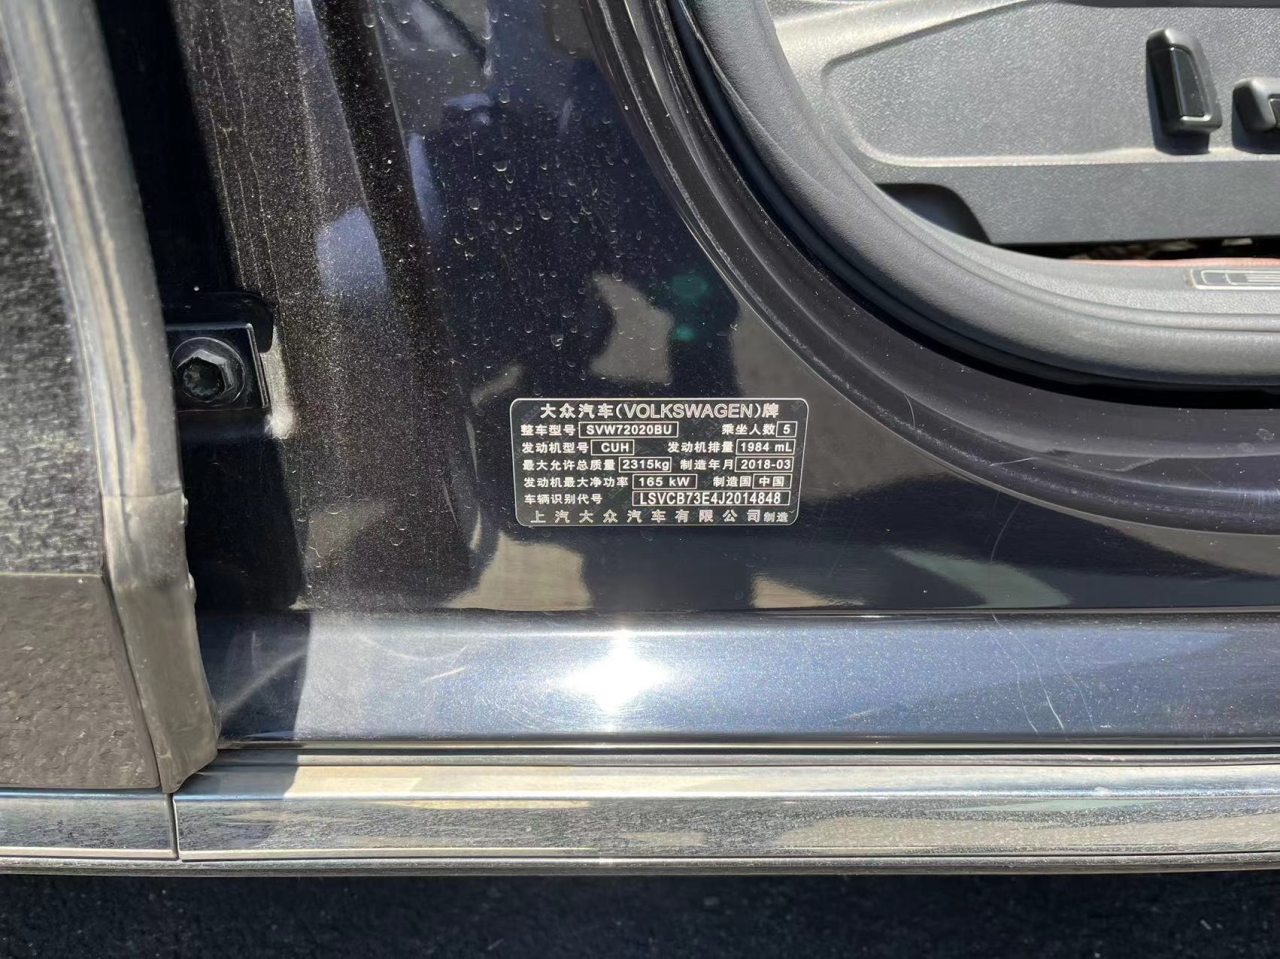 大众汽车(VOLKSWAGEN)牌
整车型号 SVW72020BU 乘坐人数 5
发动机型号 CUH 发动机排量 1984 mL
最大允许总质量 2315kg 制造年月 2018-03
发动机最大净功率 165 kW 制造国 中国
车辆识别代号 LSVCB73E4J2014848
上汽大众汽车有限公司制造